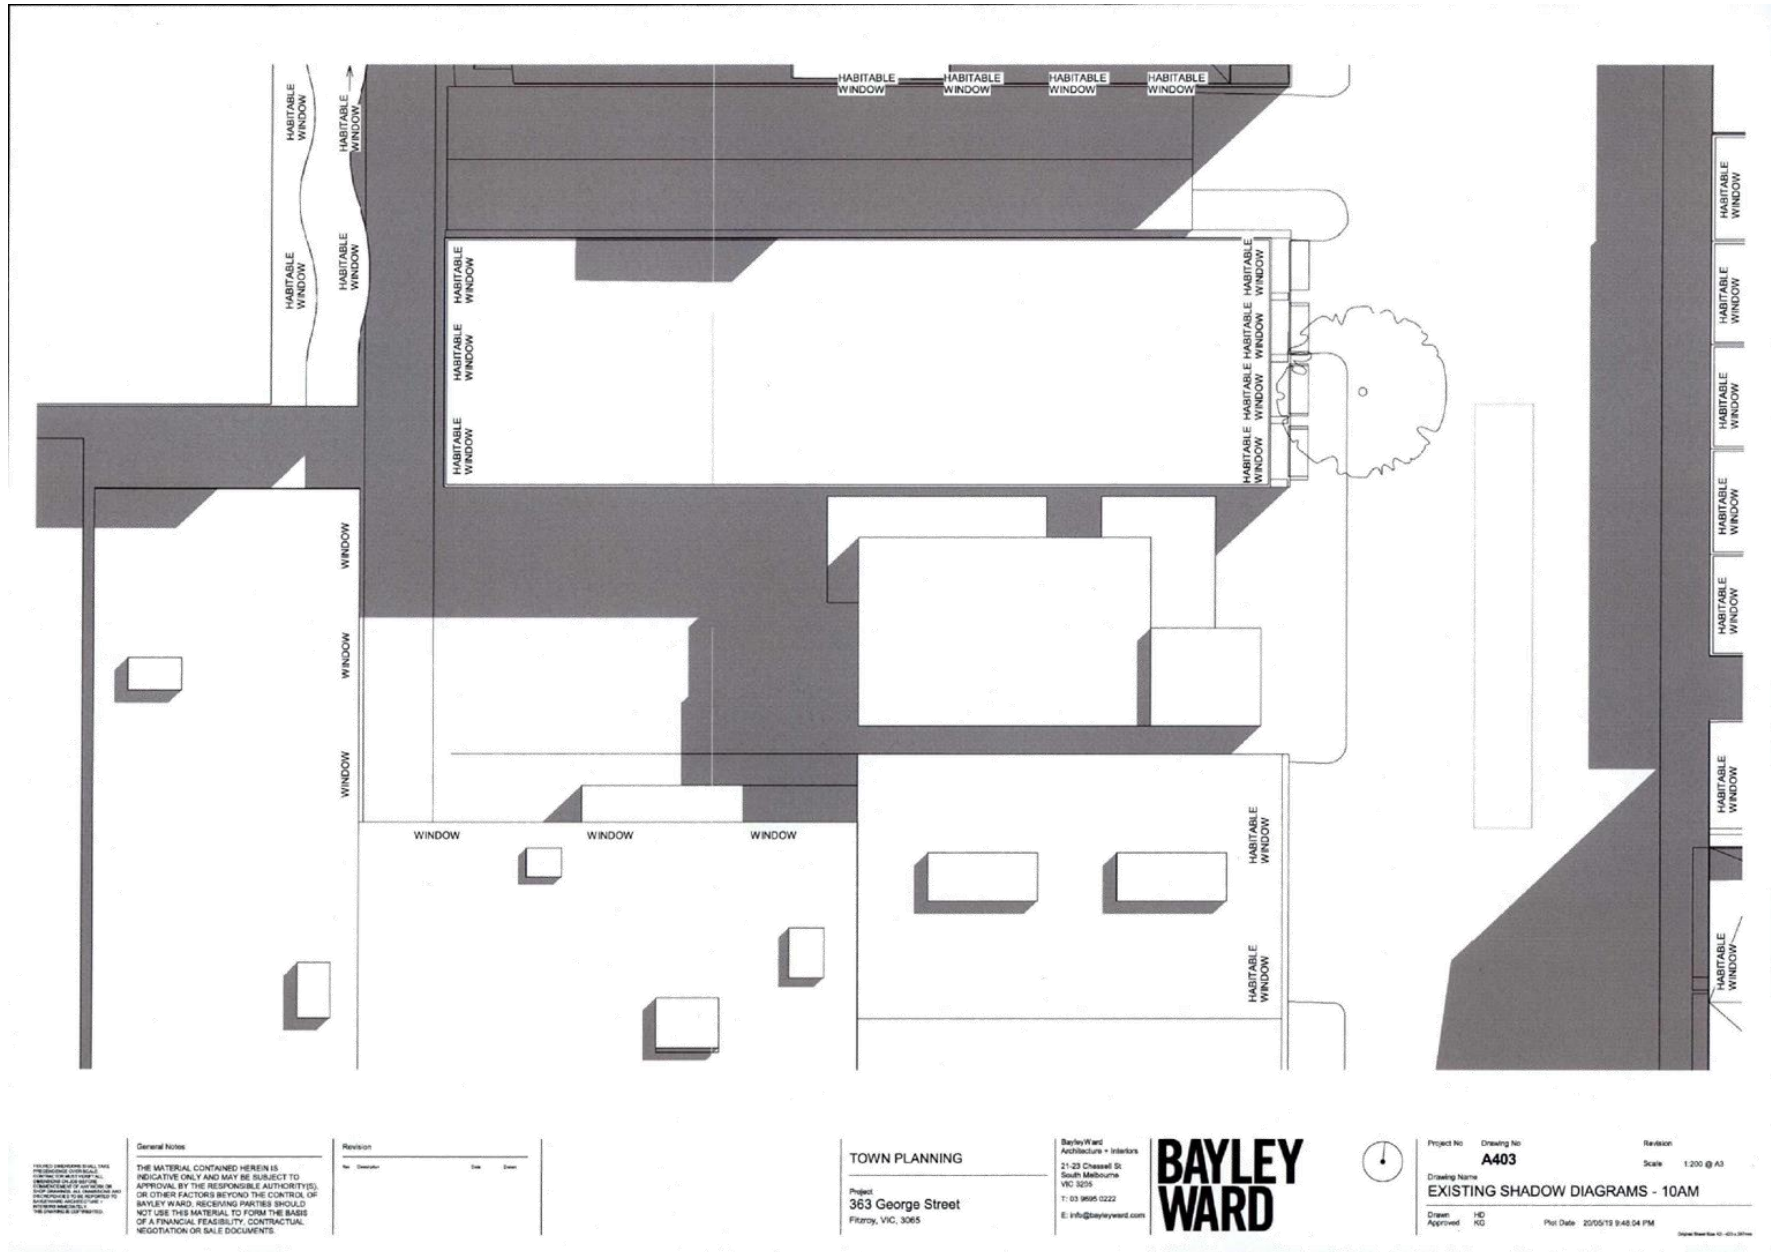 HABITABLE
WINDOW
HABITABLE
WINDOW
HABITABLE
WINDOW
HABITABLE
WINDOW
HABITABLE
WINDOW
HABITABLE
WINDOW
HABITABLE
WINDOW
HABITABLE
WINDOW
HABITABLE
WINDOW
HABITABLE
WINDOW
HABITABLE
WINDOW
HABITABLE
WINDOW
HABITABLE
WINDOW
HABITABLE
WINDOW
HABITABLE
WINDOW
HABITABLE
WINDOW
HABITABLE
WINDOW
HABITABLE
WINDOW
HABITABLE
WINDOW
HABITABLE
WINDOW
WINDOW
WINDOW
WINDOW
WINDOW
WINDOW
WINDOW
HABITABLE
WINDOW
HABITABLE
WINDOW
HABITABLE
WINDOW
HABITABLE
WINDOW
General Notes
THE MATERIAL CONTAINED HEREIN IS
INDICATIVE ONLY AND MAY BE SUBJECT TO
APPROVAL BY THE RESPONSIBLE AUTHORITY(S),
OR OTHER FACTORS BEYOND THE CONTROL OF
BAYLEY WARD. RECEIVING PARTIES SHOULD
NOT USE THIS MATERIAL TO FORM THE BASIS
OF A FINANCIAL FEASIBILITY, CONTRACTUAL
NEGOTIATION OR SALE DOCUMENTS.
Revision
Rev Description Date Drawn
TOWN PLANNING
Project
363 George Street
Fitzroy, VIC, 3065
BayleyWard
Architecture + Interiors
21-23 Chessell St
South Melbourne
VIC 3205
T: 03 9695 0222
E: info@bayleyward.com
BAYLEY
WARD
Project No Drawing No Revision
A403
Scale 1:200 @ A3
Drawing Name
EXISTING SHADOW DIAGRAMS - 10AM
Drawn HD
Approved KG Plot Date 20/05/19 9:48:04 PM